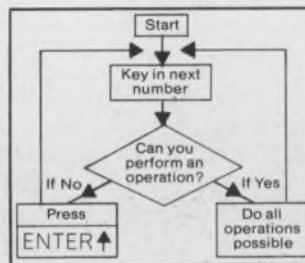 Start
Key in next
number
Can you
perform an
operation?
If No
If Yes
Press
ENTER↑
Do all
operations
possible